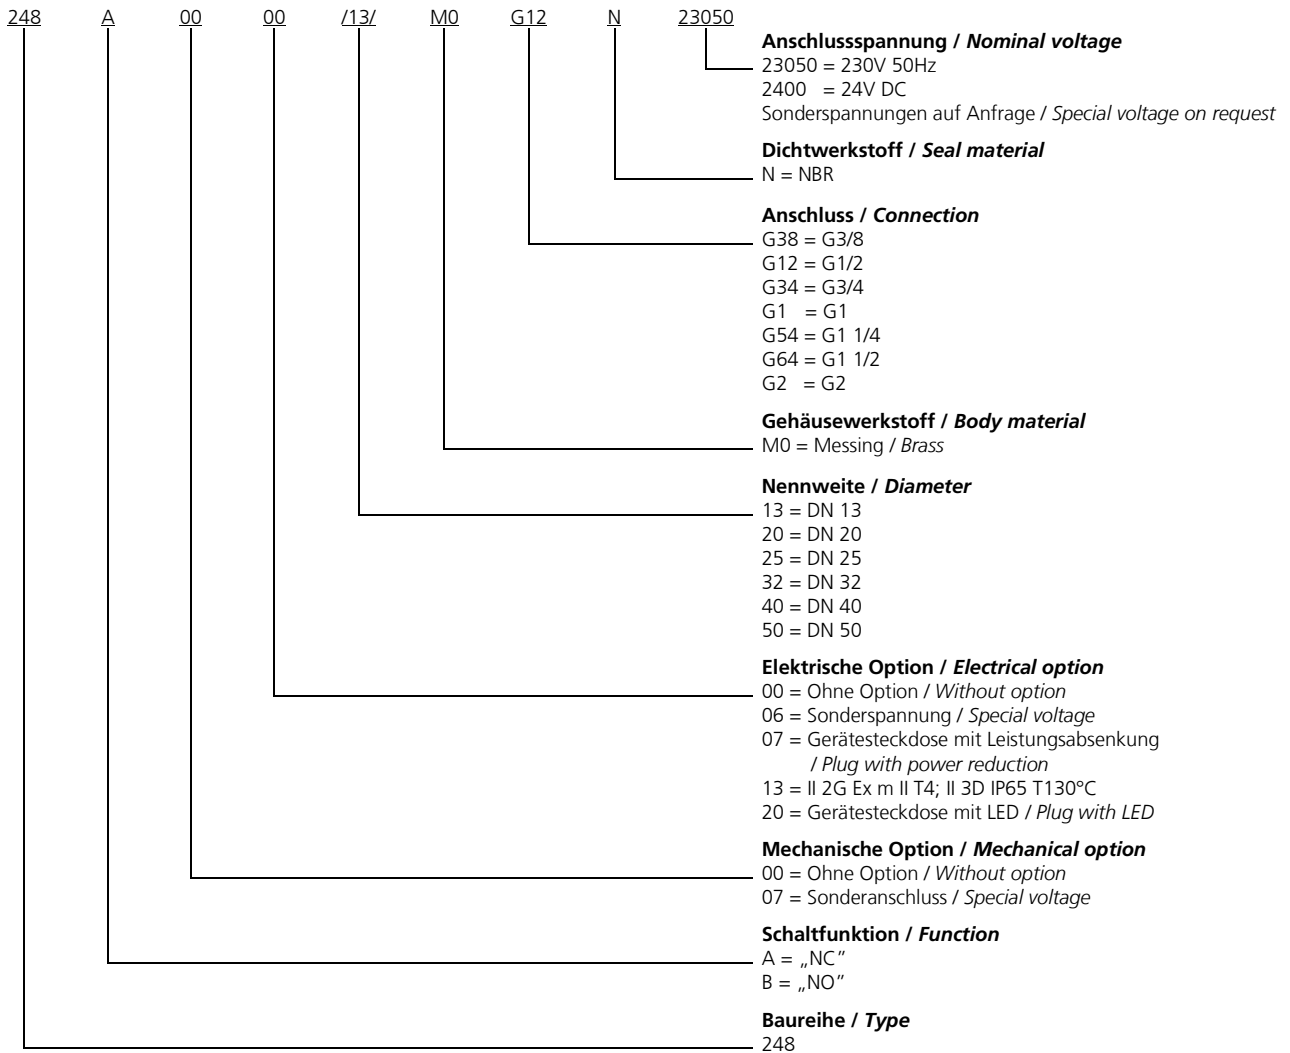 248 A 00 00 /13/ M0 G12 N 23050
Anschlussspannung / Nominal voltage
23050 = 230V 50Hz
2400 = 24V DC
Sonderspannungen auf Anfrage / Special voltage on request
Dichtwerkstoff / Seal material
N = NBR
Anschluss / Connection
G38 = G3/8
G12 = G1/2
G34 = G3/4
G1 = G1
G54 = G1 1/4
G64 = G1 1/2
G2 = G2
Gehäusewerkstoff / Body material
M0 = Messing / Brass
Nennweite / Diameter
13 = DN 13
20 = DN 20
25 = DN 25
32 = DN 32
40 = DN 40
50 = DN 50
Elektrische Option / Electrical option
00 = Ohne Option / Without option
06 = Sonderspannung / Special voltage
07 = Gerätesteckdose mit Leistungsabsenkung
/ Plug with power reduction
13 = II 2G Ex m II T4; II 3D IP65 T130°C
20 = Gerätesteckdose mit LED / Plug with LED
Mechanische Option / Mechanical option
00 = Ohne Option / Without option
07 = Sonderanschluss / Special voltage
Schaltfunktion / Function
A = „NC”
B = „NO”
Baureihe / Type
248